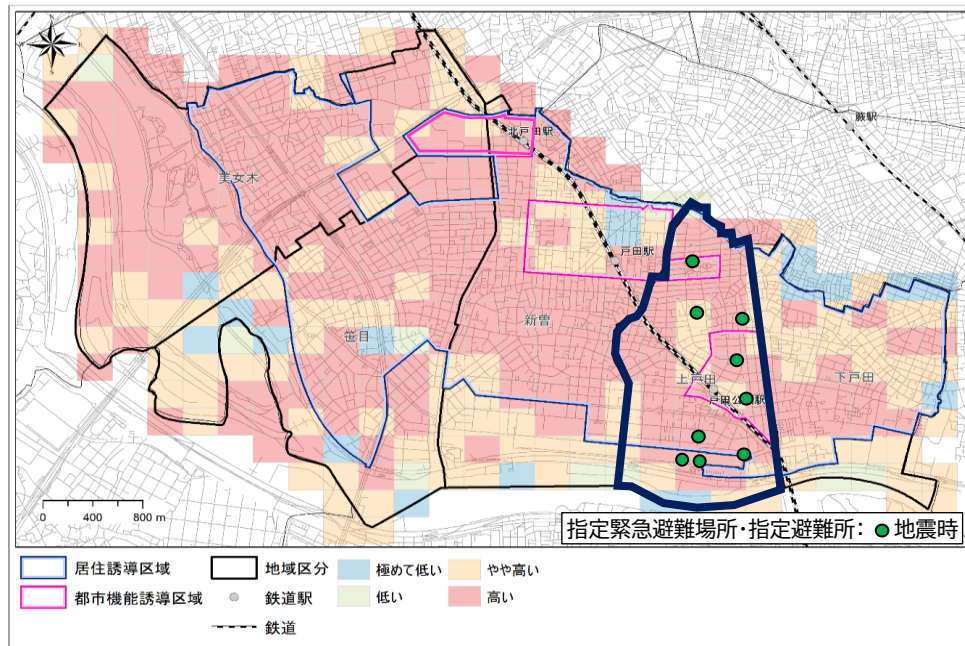 蕨駅
北戸田駅
美女木
戸田駅
新曽
笹目
上戸田
下戸田
戸田公園駅
0 400 800 m
指定緊急避難場所・指定避難所: 地震時
居住誘導区域
地域区分
極めて低い
やや高い
都市機能誘導区域
鉄道駅
低い
高い
鉄道